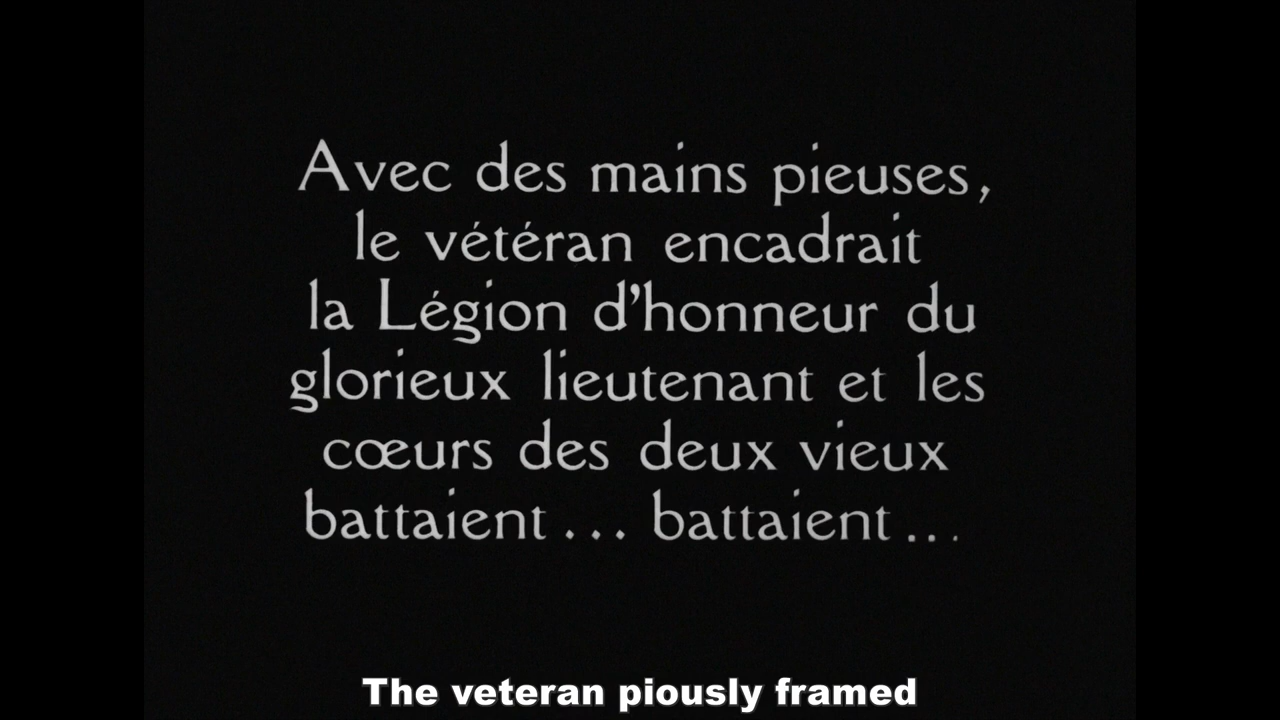 Avec des mains pieuses,
le vétéran encadrait
la Légion d'honneur du
glorieux lieutenant et les
cœurs des deux vieux
battaient... battaient...
The veteran piously framed